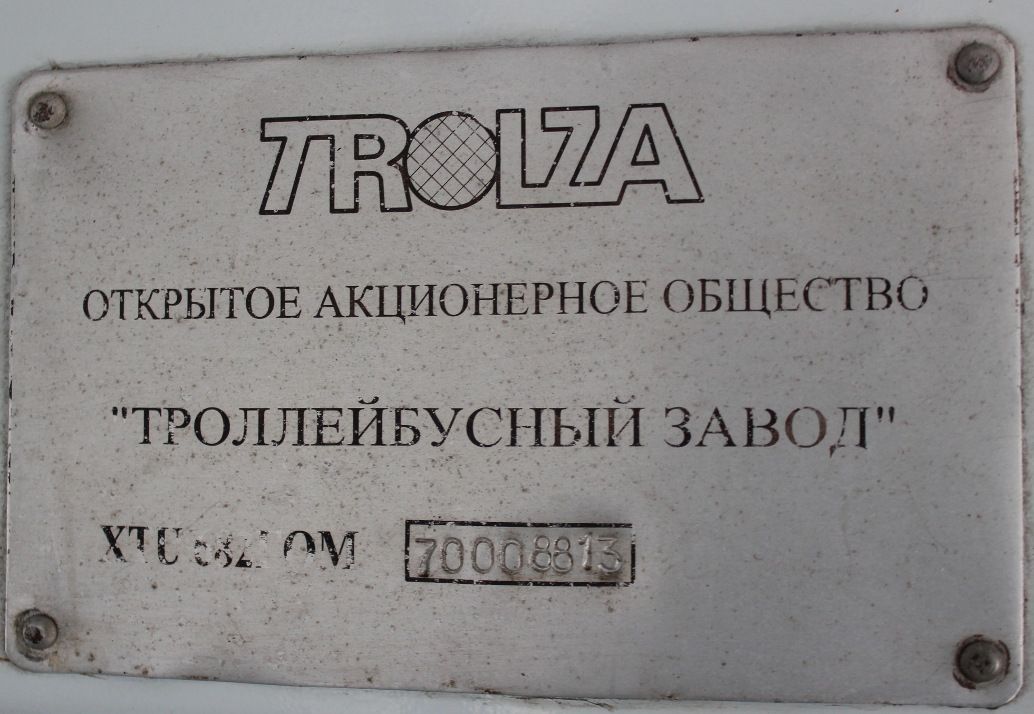 TROLZA
ОТКРЫТОЕ АКЦИОНЕРНОЕ ОБЩЕСТВО
"ТРОЛЛЕЙБУСНЫЙ ЗАВОД"
70008813